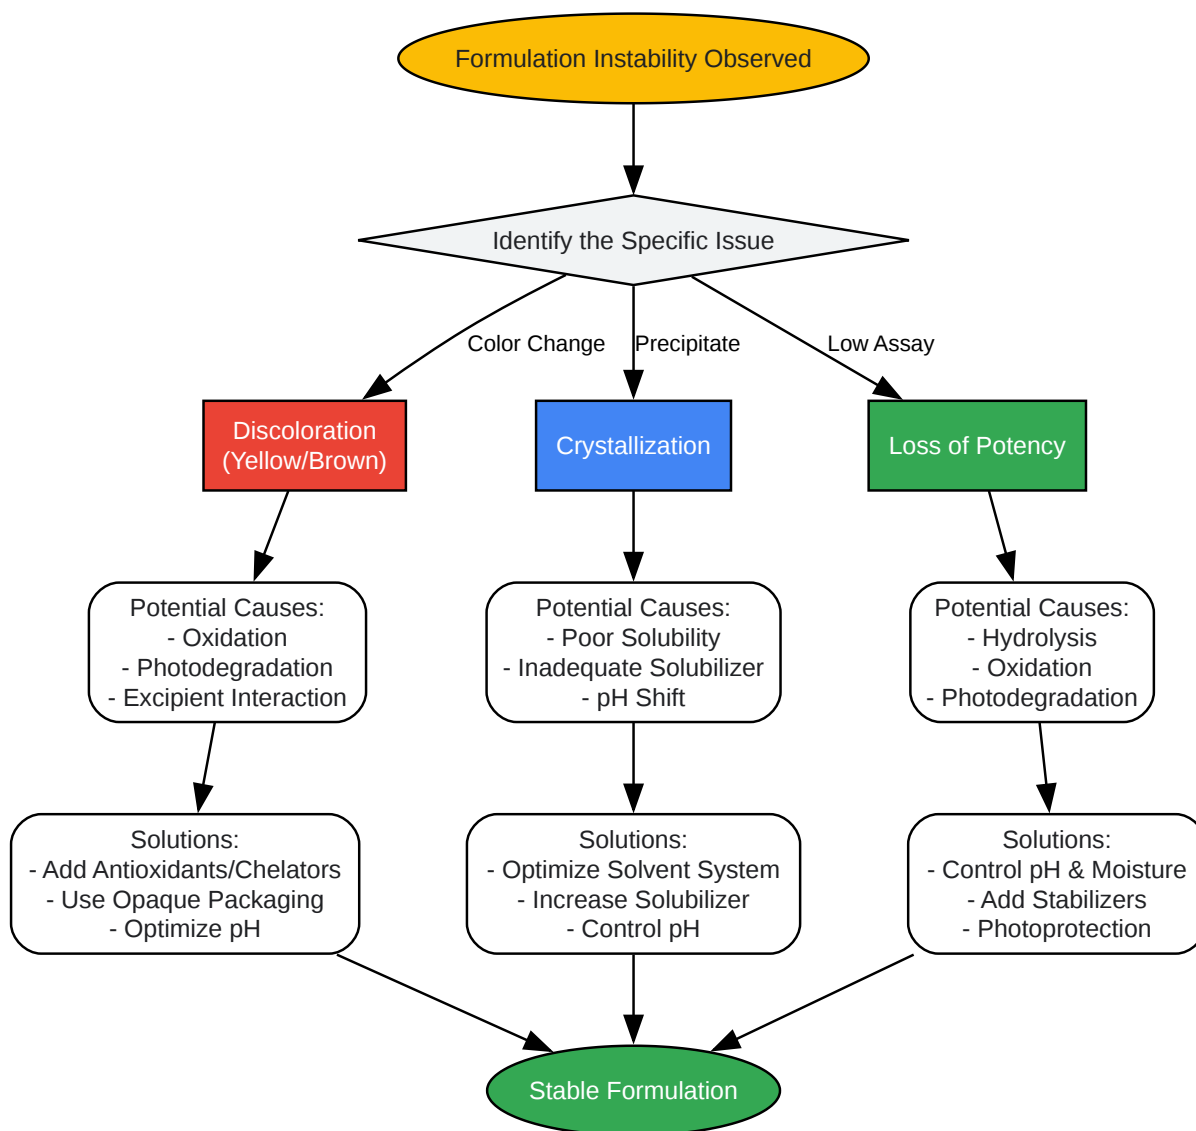 Formulation Instability Observed
Identify the Specific Issue
Color Change
Precipitate
Low Assay
Discoloration
(Yellow/Brown)
Crystallization
Loss of Potency
Potential Causes:
- Oxidation
- Photodegradation
- Excipient Interaction
Potential Causes:
- Poor Solubility
- Inadequate Solubilizer
- pH Shift
Potential Causes:
- Hydrolysis
- Oxidation
- Photodegradation
Solutions:
- Add Antioxidants/Chelators
- Use Opaque Packaging
- Optimize pH
Solutions:
- Optimize Solvent System
- Increase Solubilizer
- Control pH
Solutions:
- Control pH & Moisture
- Add Stabilizers
- Photoprotection
Stable Formulation